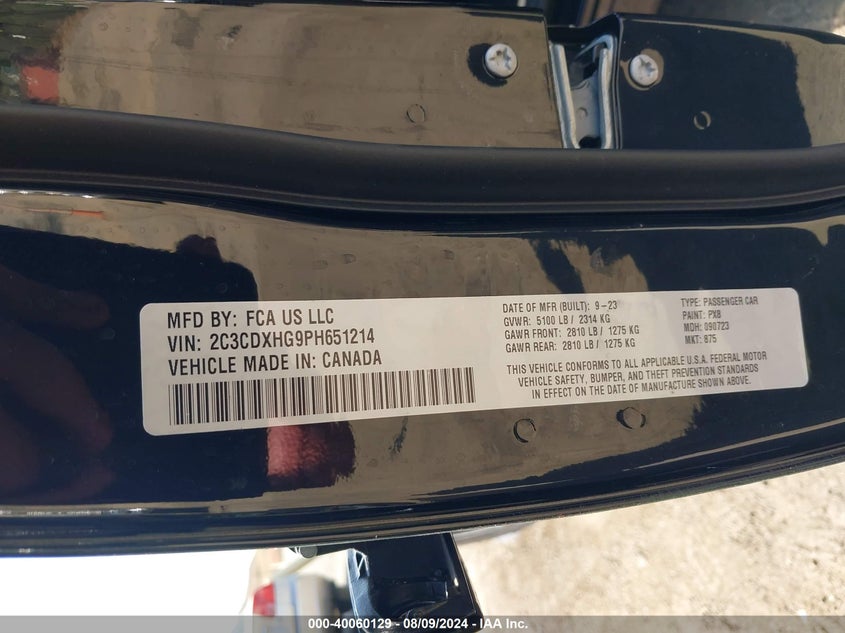 MFD BY: FCA US LLC
VIN: 2C3CDXHG9PH651214
VEHICLE MADE IN: CANADA
DATE OF MFR (BUILT): 9-23
GVWR: 5100 LB / 2314 KG
GAWR FRONT: 2810 LB / 1275 KG
GAWR REAR: 2810 LB / 1275 KG
TYPE: PASSENGER CAR
PAINT: PX8
MDH: 090723
MKT: 875
THIS VEHICLE CONFORMS TO ALL APPLICABLE U.S.A. FEDERAL MOTOR
VEHICLE SAFETY, BUMPER, AND THEFT PREVENTION STANDARDS
IN EFFECT ON THE DATE OF MANUFACTURE SHOWN ABOVE.
000-40060129 - 08/09/2024 - IAA Inc.